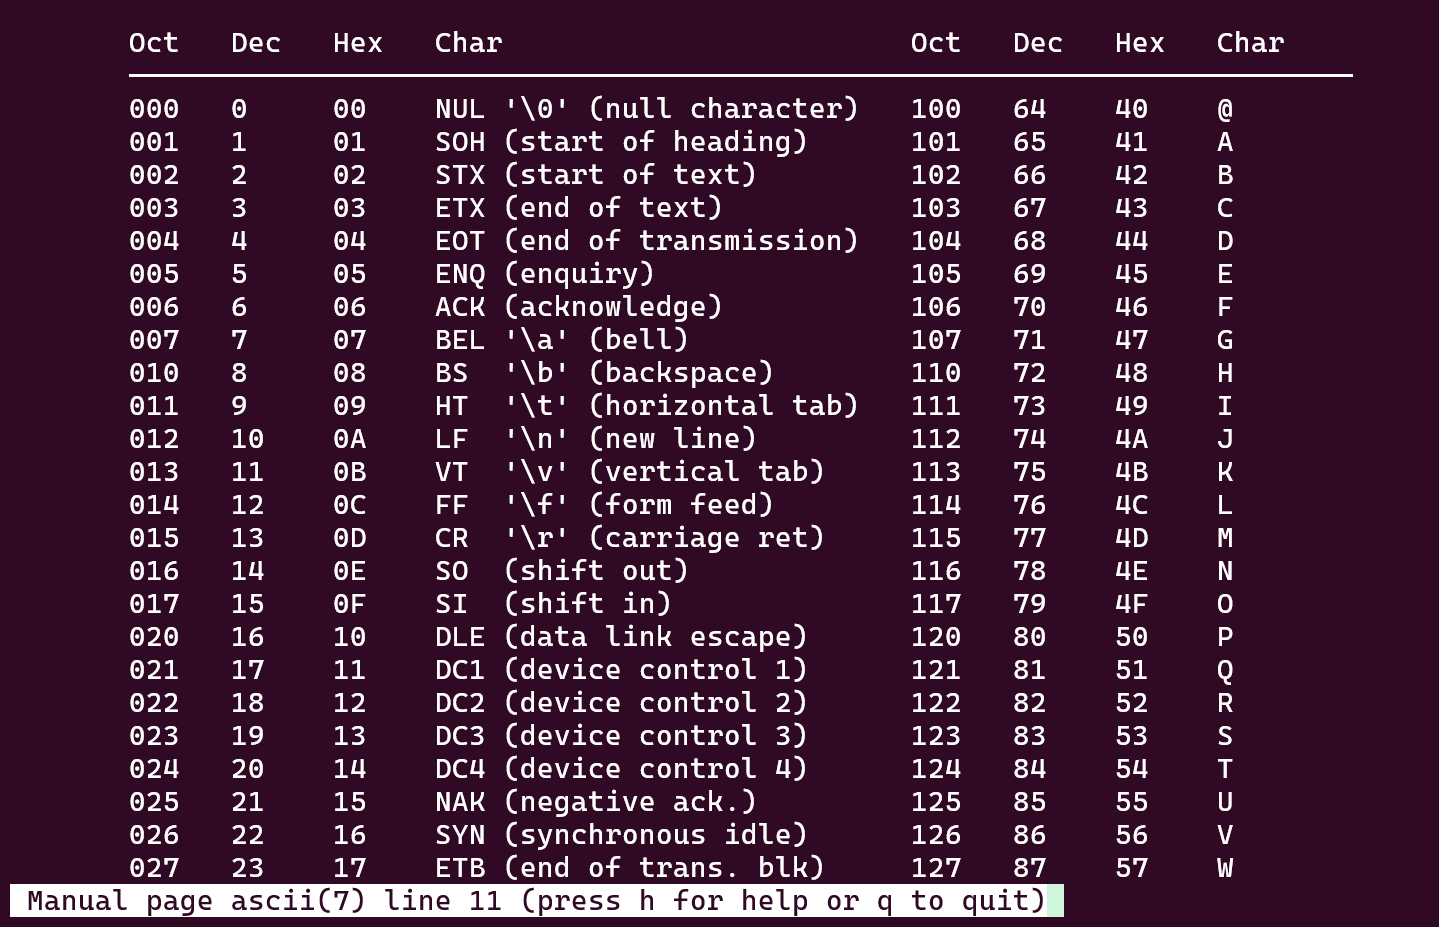 Oct   Dec   Hex   Char                        Oct   Dec   Hex   Char
000   0     00    NUL '\0' (null character)   100   64    40    @
001   1     01    SOH (start of heading)      101   65    41    A
002   2     02    STX (start of text)         102   66    42    B
003   3     03    ETX (end of text)           103   67    43    C
004   4     04    EOT (end of transmission)   104   68    44    D
005   5     05    ENQ (enquiry)               105   69    45    E
006   6     06    ACK (acknowledge)           106   70    46    F
007   7     07    BEL '\a' (bell)             107   71    47    G
010   8     08    BS  '\b' (backspace)        110   72    48    H
011   9     09    HT  '\t' (horizontal tab)   111   73    49    I
012   10    0A    LF  '\n' (new line)         112   74    4A    J
013   11    0B    VT  '\v' (vertical tab)     113   75    4B    K
014   12    0C    FF  '\f' (form feed)        114   76    4C    L
015   13    0D    CR  '\r' (carriage ret)     115   77    4D    M
016   14    0E    SO  (shift out)             116   78    4E    N
017   15    0F    SI  (shift in)              117   79    4F    O
020   16    10    DLE (data link escape)      120   80    50    P
021   17    11    DC1 (device control 1)      121   81    51    Q
022   18    12    DC2 (device control 2)      122   82    52    R
023   19    13    DC3 (device control 3)      123   83    53    S
024   20    14    DC4 (device control 4)      124   84    54    T
025   21    15    NAK (negative ack.)         125   85    55    U
026   22    16    SYN (synchronous idle)      126   86    56    V
027   23    17    ETB (end of trans. blk)     127   87    57    W
Manual page ascii(7) line 11 (press h for help or q to quit)